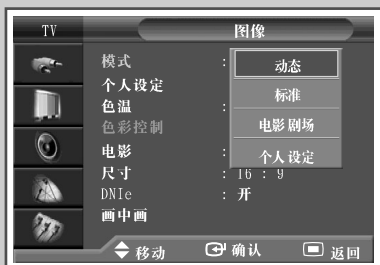 TV 图像
模式 :
动态
标准
电影剧场
个人设定
个人设定
色温 :
色彩控制
电影 :
尺寸 : 16 : 9
DNIe : 开
画中画
移动 确认 返回